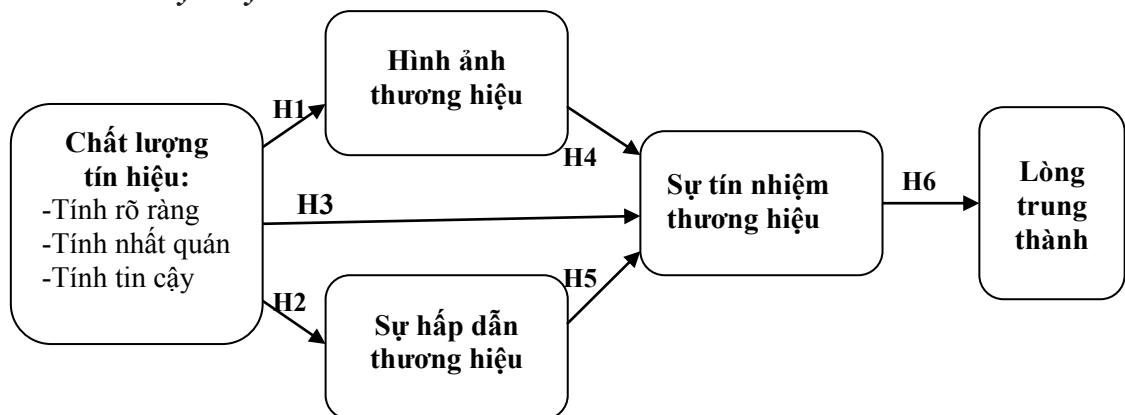 Hình ảnh
thương hiệu
H1
Chất lượng
tín hiệu:
-Tính rõ ràng
-Tính nhất quán
-Tính tin cậy
H4
H3
Sự tín nhiệm
thương hiệu
H6
Lòng
trung
thành
H2
H5
Sự hấp dẫn
thương hiệu